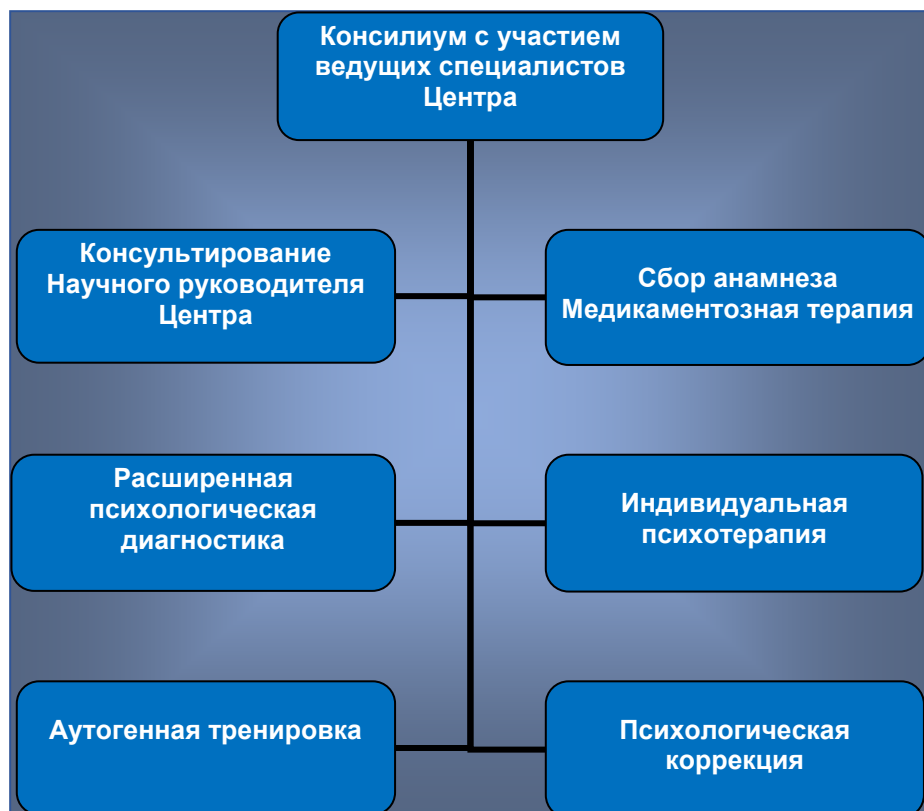 Консилиум с участием
ведущих специалистов
Центра
Консультирование
Научного руководителя
Центра
Сбор анамнеза
Медикаментозная терапия
Расширенная
психологическая
диагностика
Индивидуальная
психотерапия
Аутогенная тренировка
Психологическая
коррекция